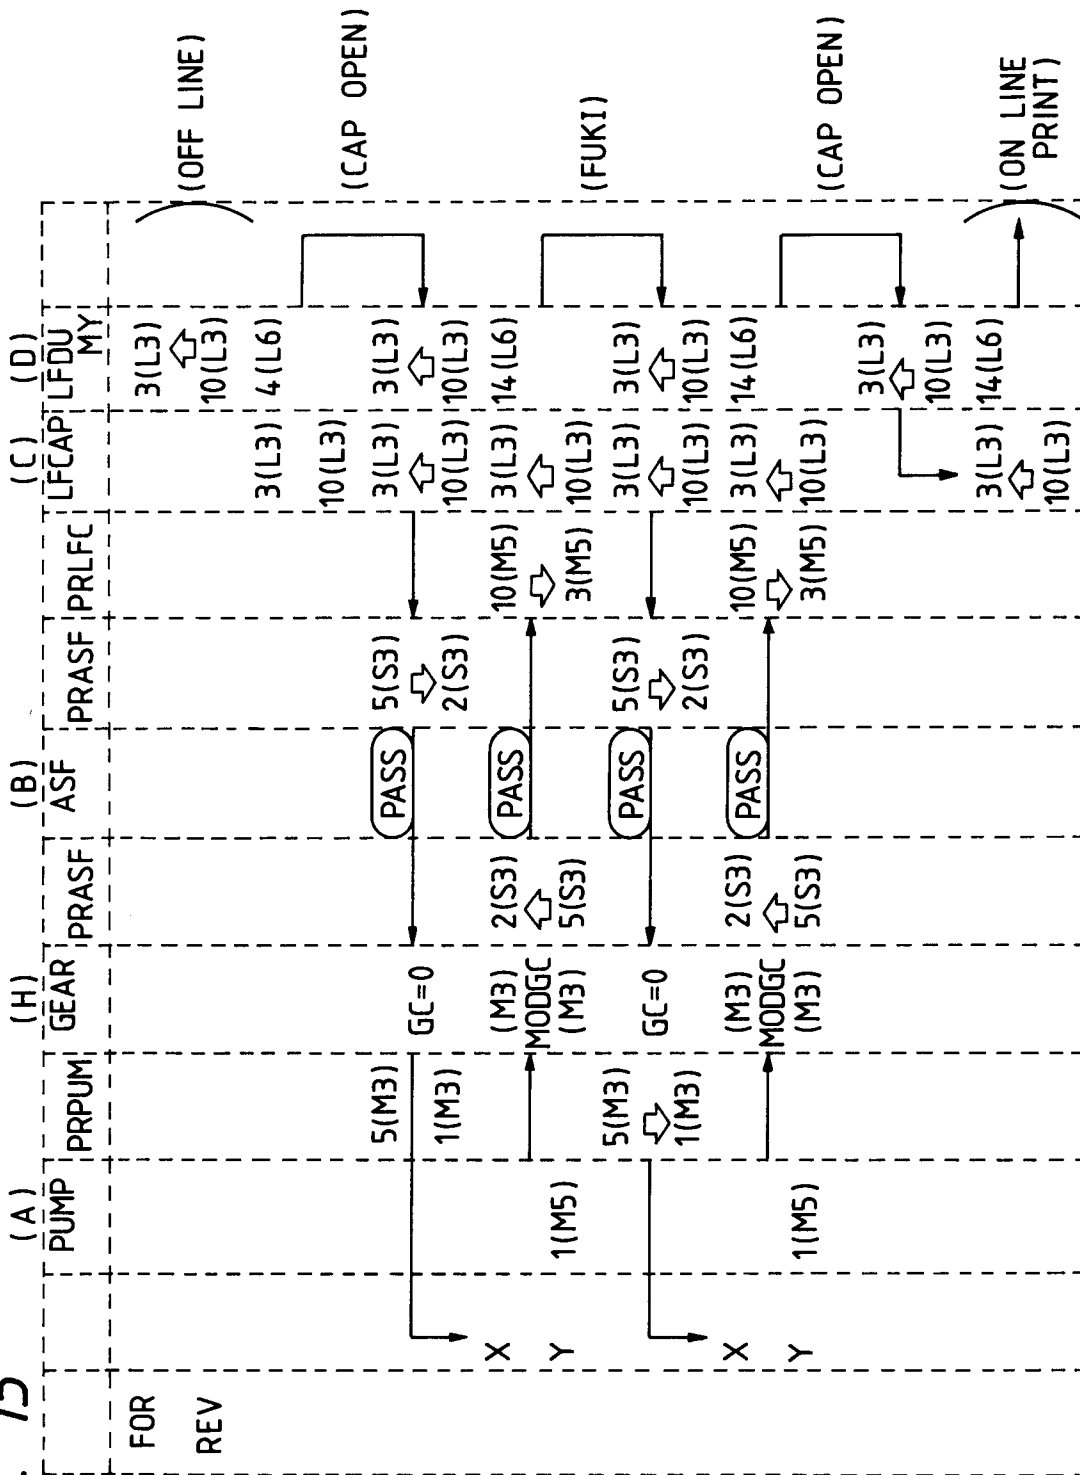 15
(A) (H) (B) (C) (D)
PUMP PRPUM GEAR PRASF ASF PRASF PRLFC LFCAP LFDU
MY
FOR 3(L3)
(OFF LINE)
REV 10(L3)
3(L3) 4(L6)
10(L3)
(CAP OPEN)
5(M3) PASS 5(S3) 3(L3) 3(L3)
GC=0
1(M3) 2(S3) 10(L3) 10(L3)
X (M3) 2(S3) PASS 10(M5) 3(L3) 14(L6)
MODGC
Y 1(M5) (M3) 5(S3) 3(M5) 10(L3)
(FUKI)
5(M3) PASS 5(S3) 3(L3) 3(L3)
GC=0
1(M3) 2(S3) 10(L3) 10(L3)
X (M3) 2(S3) PASS 10(M5) 3(L3) 14(L6)
MODGC
Y 1(M5) (M3) 5(S3) 3(M5) 10(L3)
(CAP OPEN)
3(L3)
10(L3)
3(L3) 14(L6)
(ON LINE
PRINT)
10(L3)